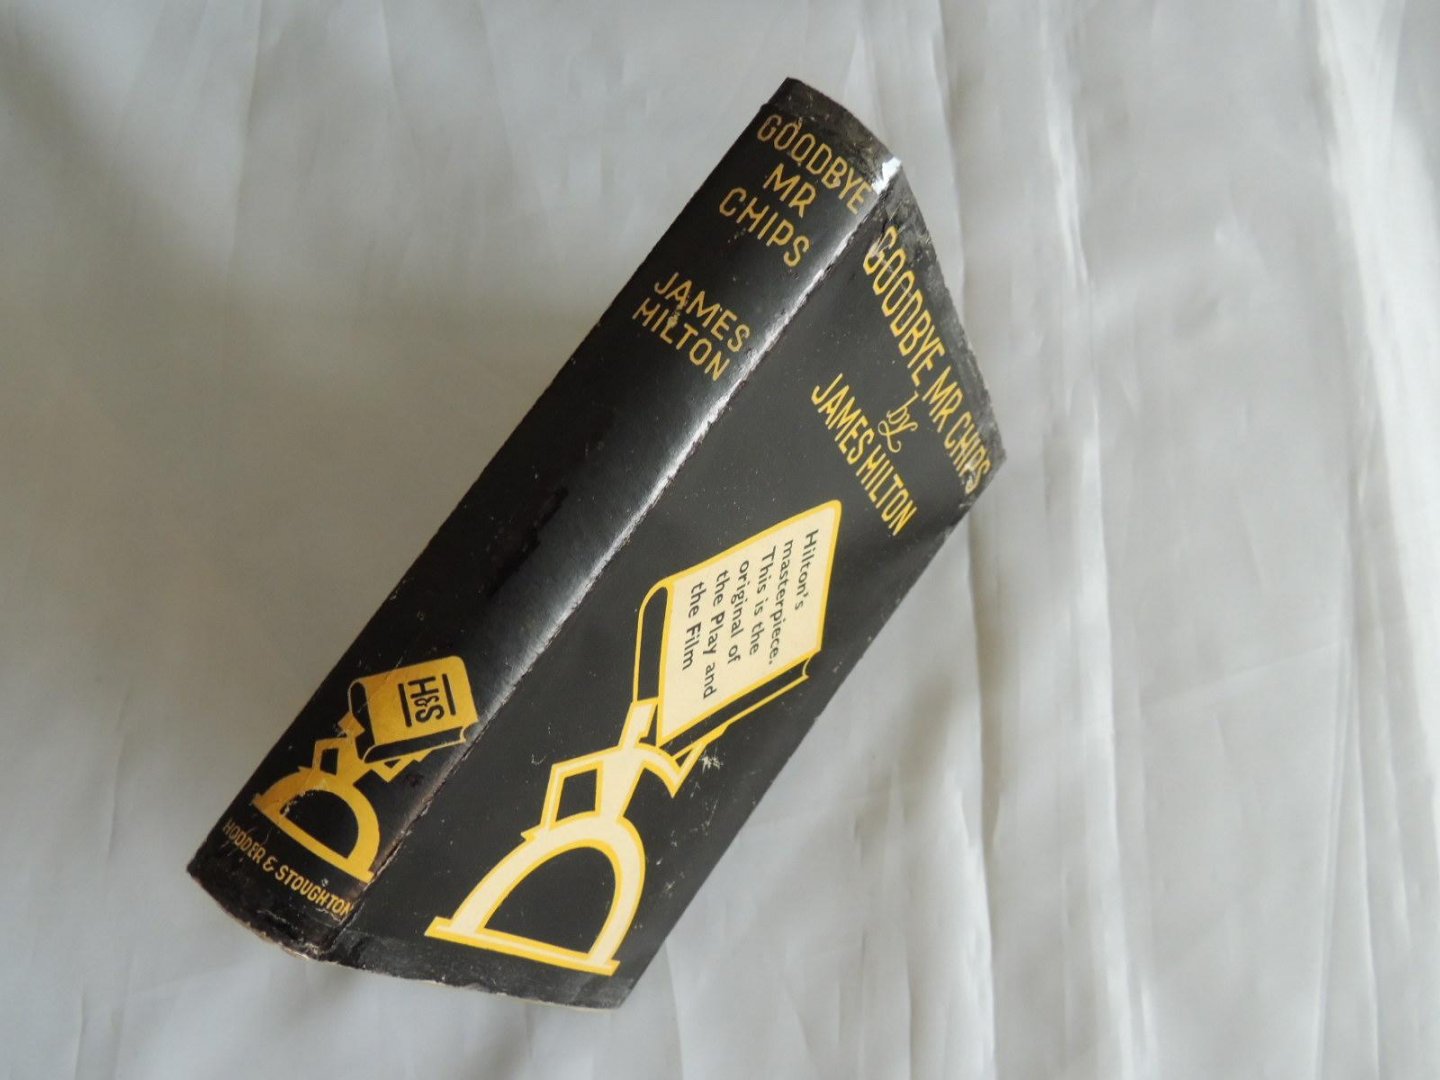 GOODBYE
MR
CHIPS
JAMES
HILTON
H&S
HODDER & STOUGHTON
GOODBYE MR CHIPS
by
JAMES HILTON
Hilton's
masterpiece.
This is the
original of
the Play and
the Film